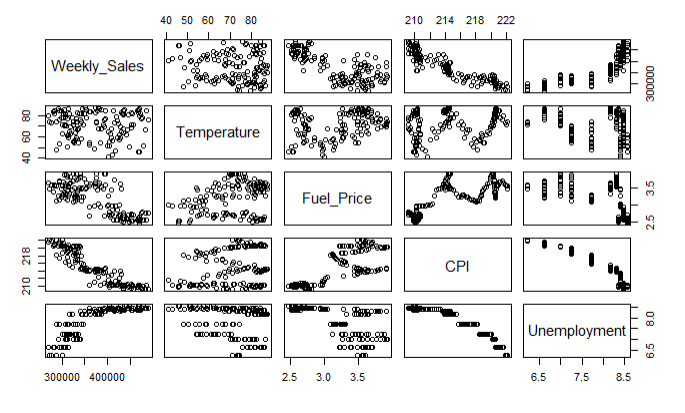 40 50 60 70 80
210 214 218 222
Weekly_Sales
300000
40 60 80
Temperature
Fuel_Price
2.5 3.5
210 218
CPI
Unemployment
6.5 8.0
300000 400000
2.5 3.0 3.5
6.5 7.5 8.5